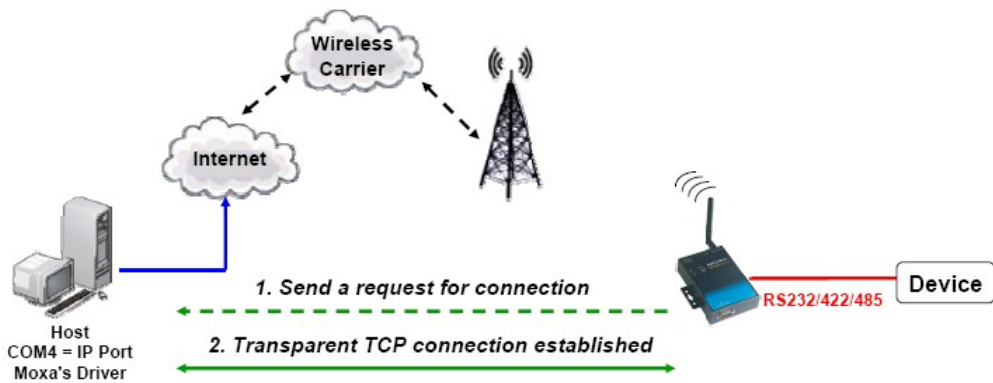 Wireless
Carrier
Internet
1. Send a request for connection
RS232/422/485
Device
Host
COM4 = IP Port
Moxa's Driver
2. Transparent TCP connection established